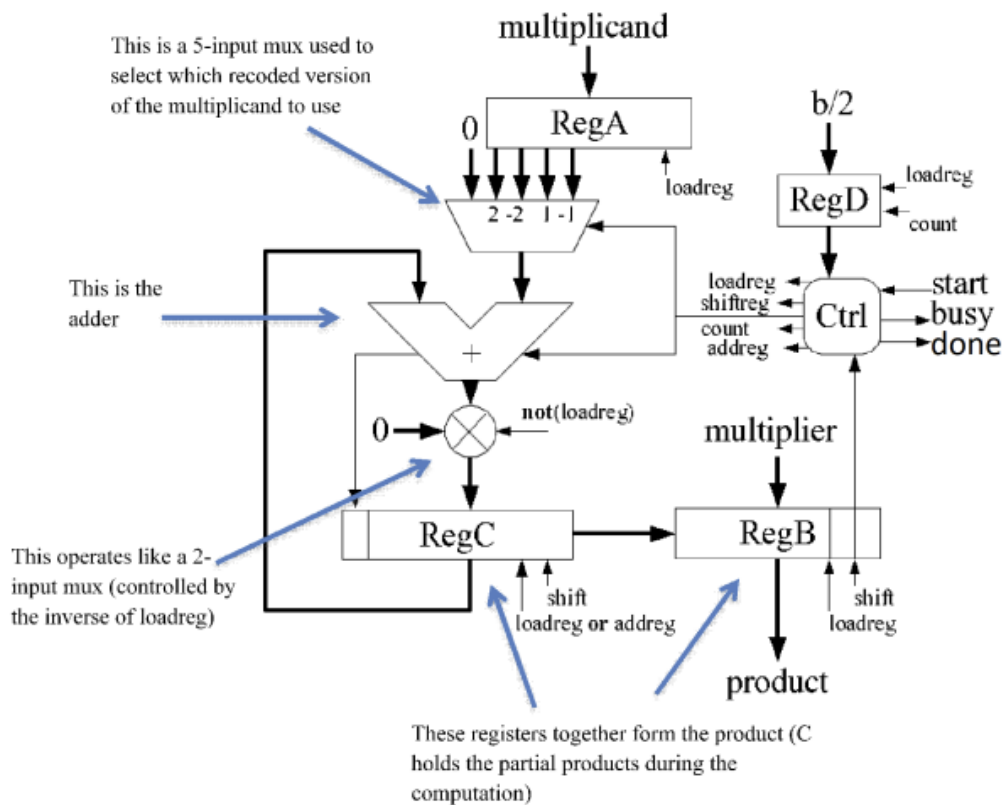 This is a 5-input mux used to
select which recoded version
of the multiplicand to use
multiplicand
RegA
0
loadreg
2 -2 1 -1
b/2
RegD
loadreg
count
This is the
adder
+
loadreg
shiftreg
count
addreg
Ctrl
start
busy
done
0
not(loadreg)
multiplier
RegC
RegB
This operates like a 2-
input mux (controlled by
the inverse of loadreg)
shift
loadreg or addreg
shift
loadreg
product
These registers together form the product (C
holds the partial products during the
computation)